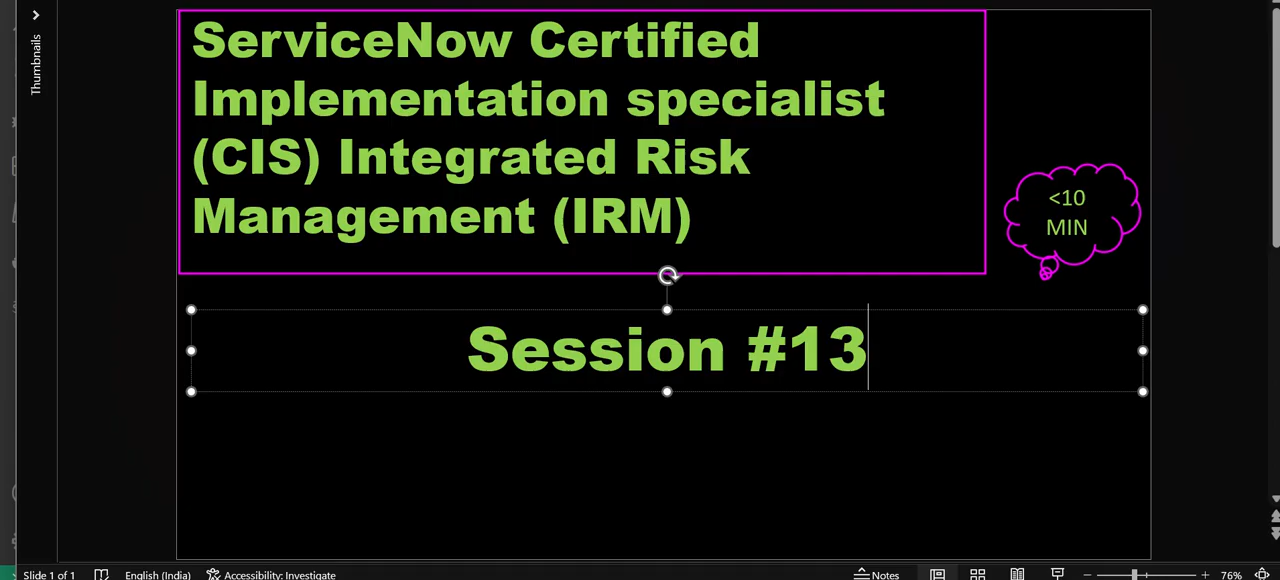 Thumbnails
ServiceNow Certified
Implementation specialist
(CIS) Integrated Risk
Management (IRM)
<10
MIN
Session #13
Slide 1 of 1
English (India)
Accessibility: Investigate
Notes
76%